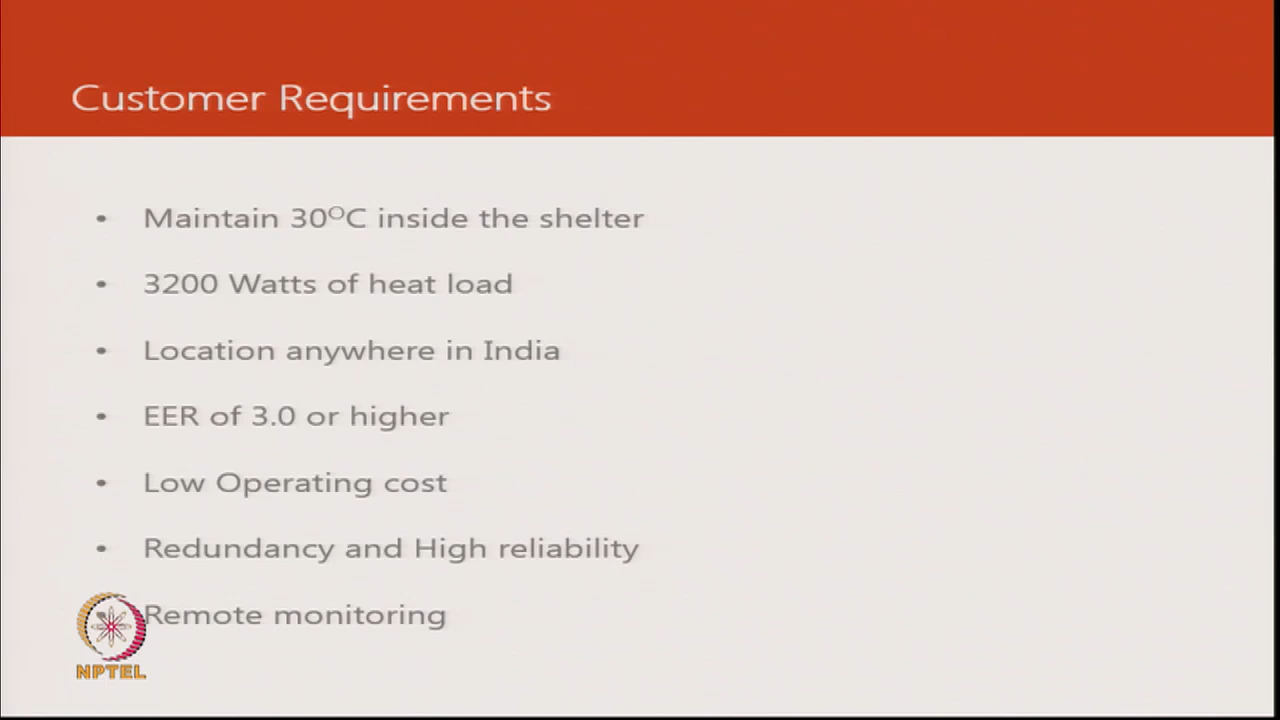 Customer Requirements
• Maintain 30ᴼC inside the shelter
• 3200 Watts of heat load
• Location anywhere in India
• EER of 3.0 or higher
• Low Operating cost
• Redundancy and High reliability
Remote monitoring
NPTEL